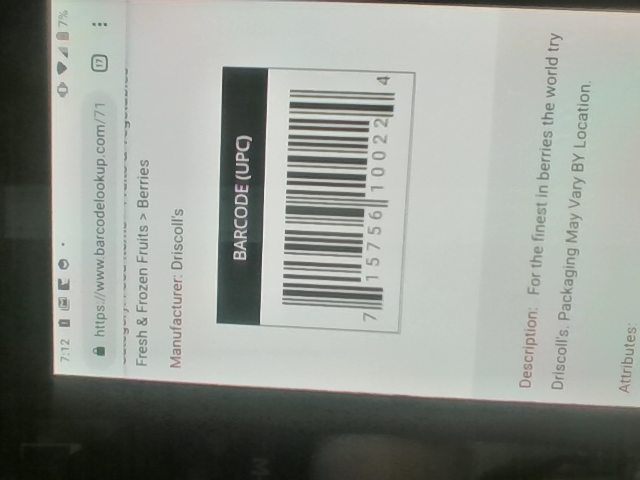 7:12 7%
https://www.barcodelookup.com/71 17
Fresh & Frozen Fruits > Berries
Manufacturer: Driscoll's
BARCODE (UPC)
7 15756 10022 4
Description: For the finest in berries the world try
Driscoll's. Packaging May Vary BY Location.
Attributes: